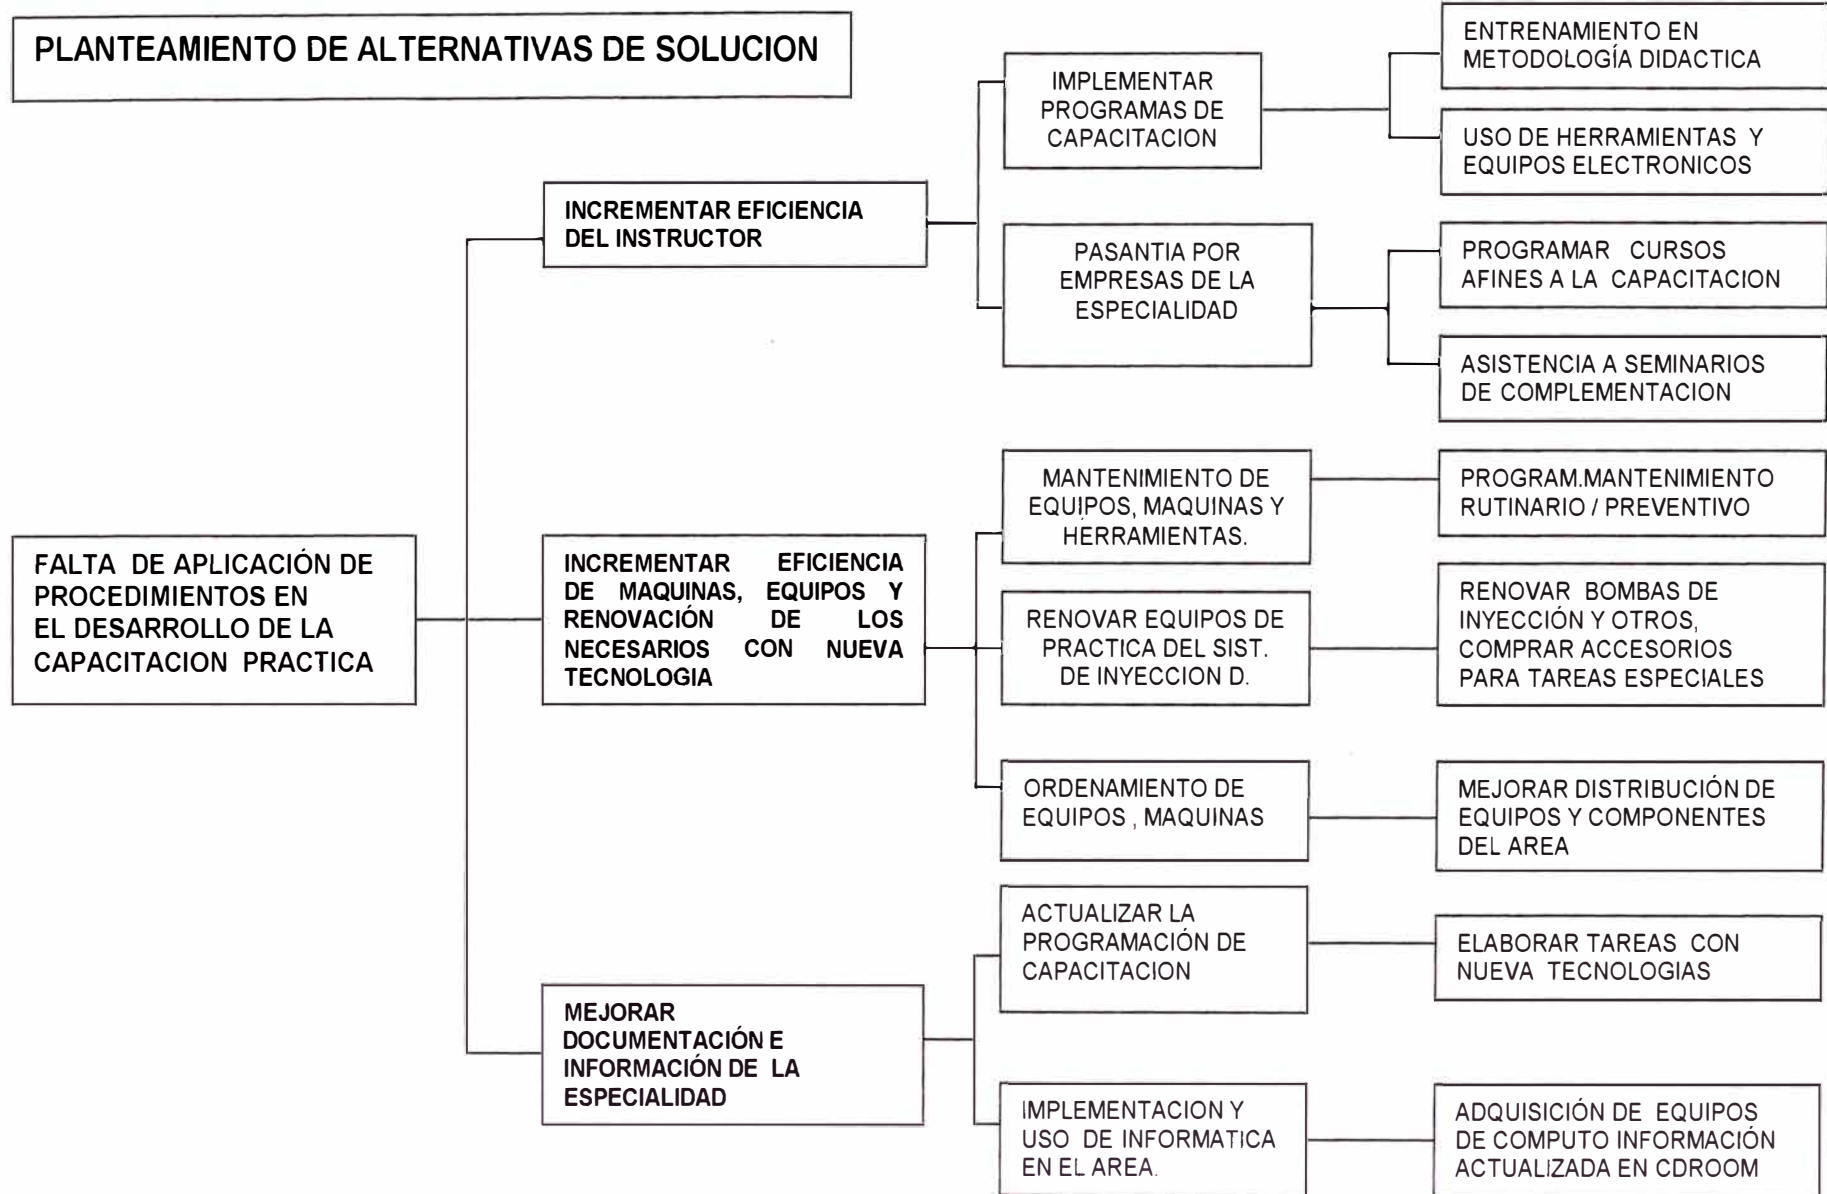 PLANTEAMIENTO DE ALTERNATIVAS DE SOLUCION
FALTA DE APLICACIÓN DE
PROCEDIMIENTOS EN
EL DESARROLLO DE LA
CAPACITACION PRACTICA
INCREMENTAR EFICIENCIA
DEL INSTRUCTOR
IMPLEMENTAR
PROGRAMAS DE
CAPACITACION
ENTRENAMIENTO EN
METODOLOGÍA DIDACTICA
USO DE HERRAMIENTAS Y
EQUIPOS ELECTRONICOS
PASANTIA POR
EMPRESAS DE LA
ESPECIALIDAD
PROGRAMAR CURSOS
AFINES A LA CAPACITACION
ASISTENCIA A SEMINARIOS
DE COMPLEMENTACION
INCREMENTAR EFICIENCIA
DE MAQUINAS, EQUIPOS Y
RENOVACIÓN DE LOS
NECESARIOS CON NUEVA
TECNOLOGIA
MANTENIMIENTO DE
EQUIPOS, MAQUINAS Y
HERRAMIENTAS.
PROGRAM.MANTENIMIENTO
RUTINARIO / PREVENTIVO
RENOVAR EQUIPOS DE
PRACTICA DEL SIST.
DE INYECCION D.
RENOVAR BOMBAS DE
INYECCIÓN Y OTROS,
COMPRAR ACCESORIOS
PARA TAREAS ESPECIALES
ORDENAMIENTO DE
EQUIPOS , MAQUINAS
MEJORAR DISTRIBUCIÓN DE
EQUIPOS Y COMPONENTES
DEL AREA
MEJORAR
DOCUMENTACIÓN E
INFORMACIÓN DE LA
ESPECIALIDAD
ACTUALIZAR LA
PROGRAMACIÓN DE
CAPACITACION
ELABORAR TAREAS CON
NUEVA TECNOLOGIAS
IMPLEMENTACION Y
USO DE INFORMATICA
EN EL AREA.
ADQUISICIÓN DE EQUIPOS
DE COMPUTO INFORMACIÓN
ACTUALIZADA EN CDROOM